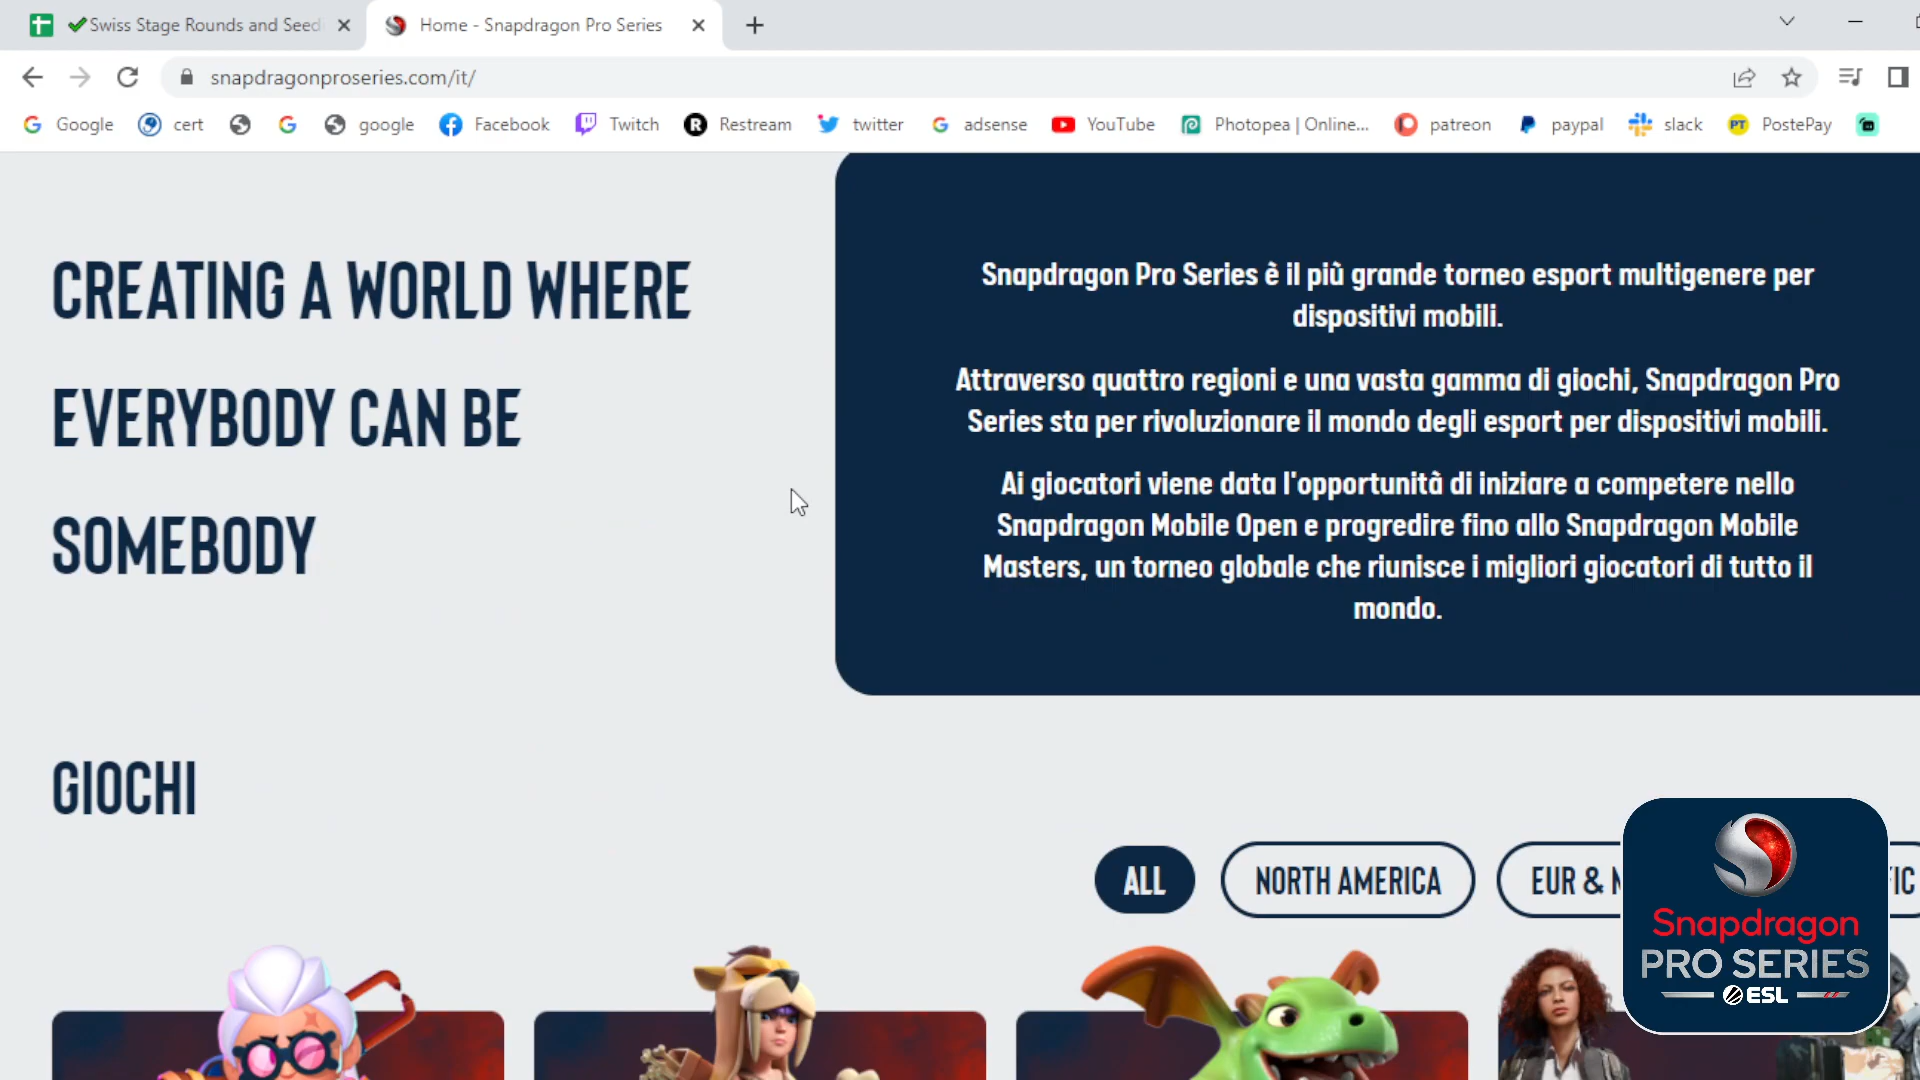 Swiss Stage Rounds and Seed
Home - Snapdragon Pro Series
snapdragonproseries.com/it/
Google cert google Facebook Twitch Restream twitter adsense YouTube Photopea | Online... patreon paypal slack PostePay
CREATING A WORLD WHERE
EVERYBODY CAN BE
SOMEBODY
Snapdragon Pro Series è il più grande torneo esport multigenere per
dispositivi mobili.
Attraverso quattro regioni e una vasta gamma di giochi, Snapdragon Pro
Series sta per rivoluzionare il mondo degli esport per dispositivi mobili.
Ai giocatori viene data l'opportunità di iniziare a competere nello
Snapdragon Mobile Open e progredire fino allo Snapdragon Mobile
Masters, un torneo globale che riunisce i migliori giocatori di tutto il
mondo.
GIOCHI
ALL NORTH AMERICA EUR &
Snapdragon
PRO SERIES
ESL